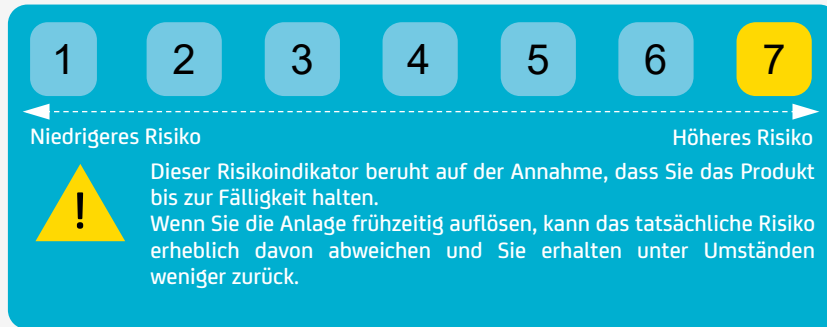 1 2 3 4 5 6 7
Niedrigeres Risiko Höheres Risiko
! Dieser Risikoindikator beruht auf der Annahme, dass Sie das Produkt
bis zur Fälligkeit halten.
Wenn Sie die Anlage frühzeitig auflösen, kann das tatsächliche Risiko
erheblich davon abweichen und Sie erhalten unter Umständen
weniger zurück.